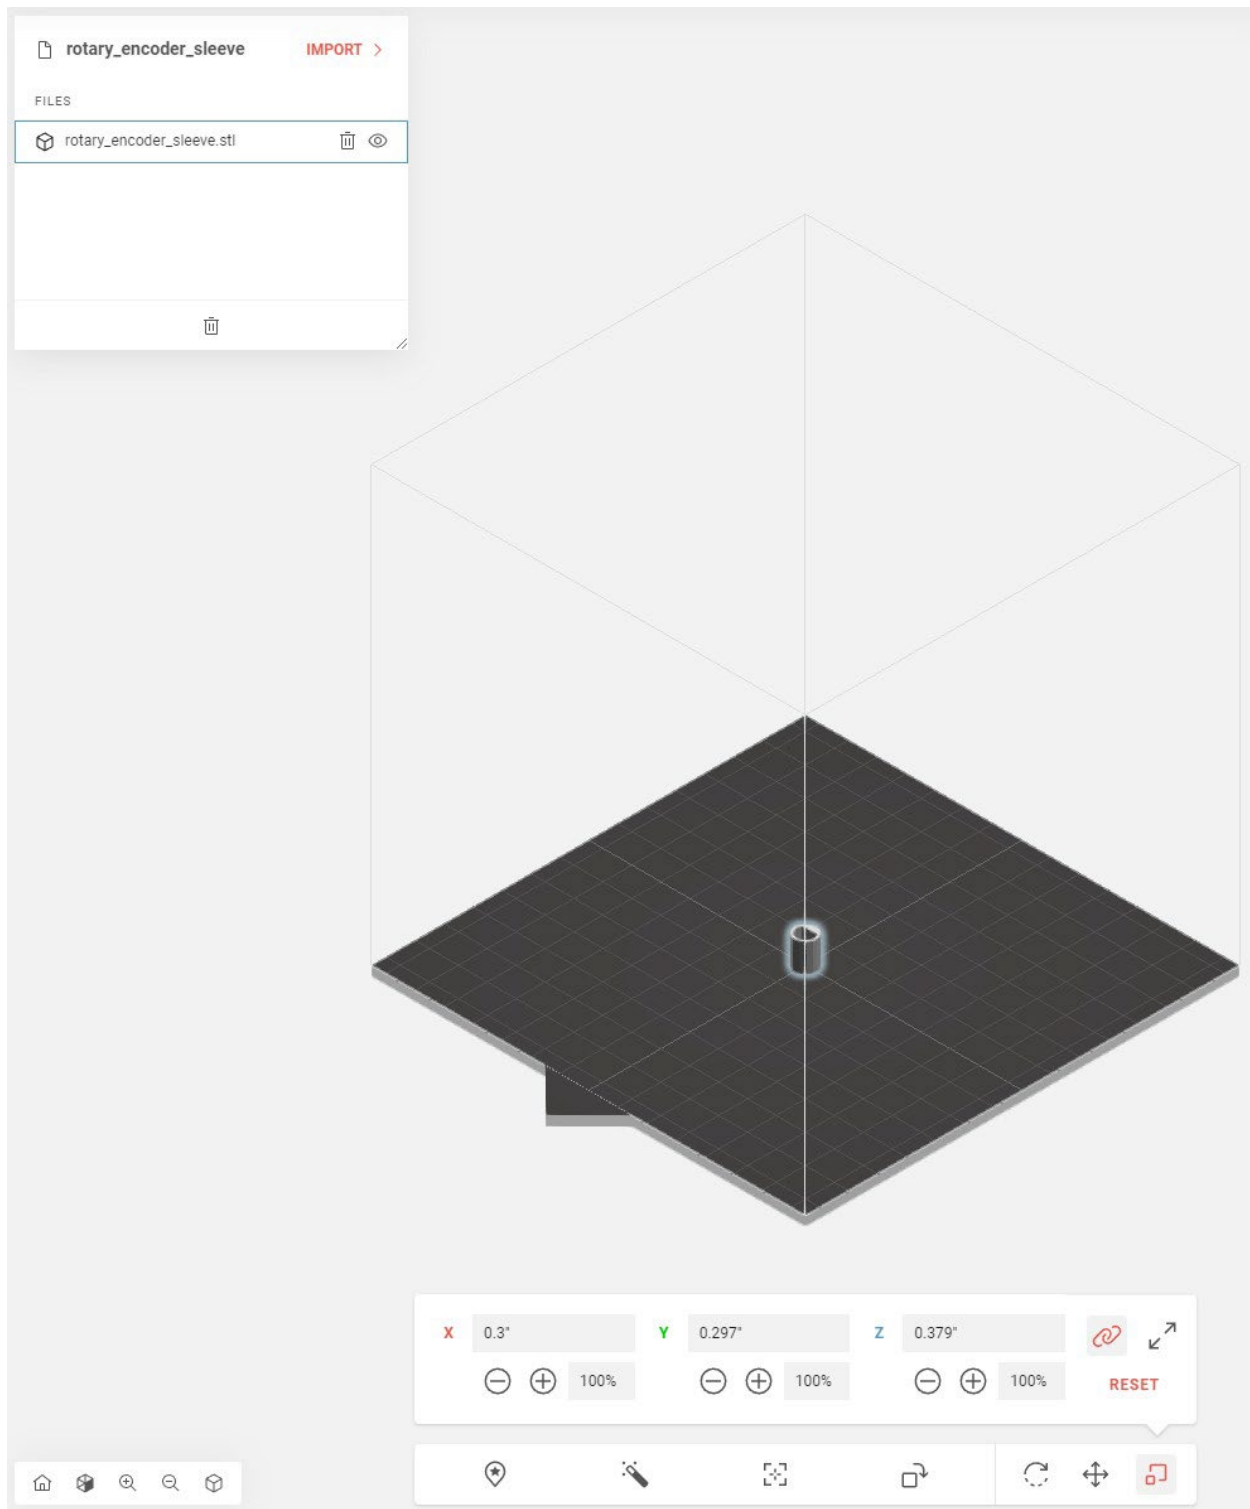 rotary_encoder_sleeve IMPORT >
FILES
rotary_encoder_sleeve.stl
X 0.3" Y 0.297" Z 0.379"
100% 100% 100% RESET